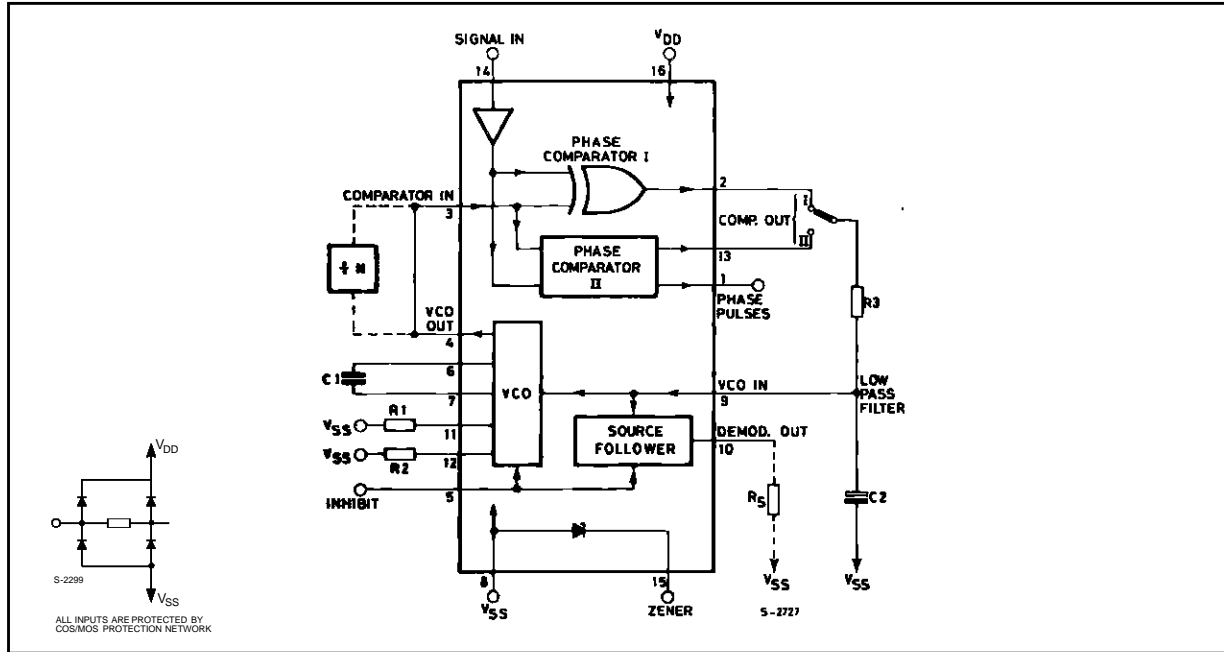 SIGNAL IN
14
VDD
16
PHASE
COMPARATOR I
COMPARATOR IN
3
2
I
COMP. OUT
II
13
PHASE
COMPARATOR
II
1
PHASE
PULSES
÷ N
VCO
OUT
4
R3
6
C1
7
VCO
VCO IN
9
LOW
PASS
FILTER
VSS
R1
11
SOURCE
FOLLOWER
DEMOD. OUT
10
VSS
R2
12
INHIBIT
5
RS
C2
8
VSS
15
ZENER
VSS
VSS
S-2727
VDD
S-2299
VSS
ALL INPUTS ARE PROTECTED BY
COS/MOS PROTECTION NETWORK